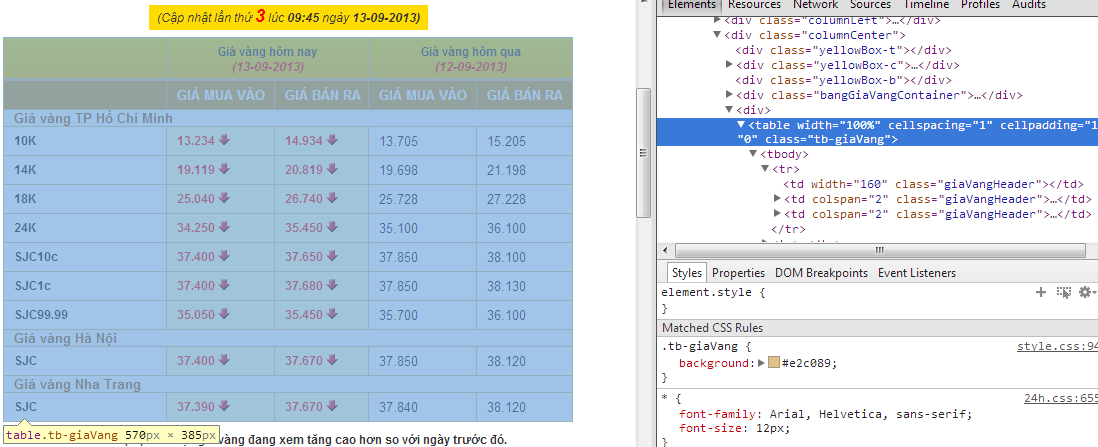 (Cập nhật lần thứ 3 lúc 09:45 ngày 13-09-2013)
Giá vàng hôm nay
(13-09-2013)
Giá vàng hôm qua
(12-09-2013)
GIÁ MUA VÀO GIÁ BÁN RA GIÁ MUA VÀO GIÁ BÁN RA
Giá vàng TP Hồ Chí Minh
10K 13.234 14.934 13.705 15.205
14K 19.119 20.819 19.698 21.198
18K 25.040 26.740 25.728 27.228
24K 34.250 35.450 35.100 36.100
SJC10c 37.400 37.650 37.850 38.100
SJC1c 37.400 37.680 37.850 38.130
SJC99.99 35.050 35.450 35.700 36.100
Giá vàng Hà Nội
SJC 37.400 37.670 37.850 38.120
Giá vàng Nha Trang
SJC 37.390 37.670 37.840 38.120
table.tb-giaVang 570px × 385px
vàng đang xem tăng cao hơn so với ngày trước đó.
Elements Resources Network Sources Timeline Profiles Audits
<div class="columnLeft">…</div>
<div class="columnCenter">
<div class="yellowBox-t"></div>
<div class="yellowBox-c">…</div>
<div class="yellowBox-b"></div>
<div class="bangGiaVangContainer">…</div>
<div>
<table width="100%" cellspacing="1" cellpadding="1
"0" class="tb-giaVang">
<tbody>
<tr>
<td width="160" class="giaVangHeader"></td>
<td colspan="2" class="giaVangHeader">…</td>
<td colspan="2" class="giaVangHeader">…</td>
</tr>
Styles Properties DOM Breakpoints Event Listeners
element.style {
}
Matched CSS Rules
.tb-giaVang { style.css:94
background: #e2c089;
}
* { 24h.css:655
font-family: Arial, Helvetica, sans-serif;
font-size: 12px;
}